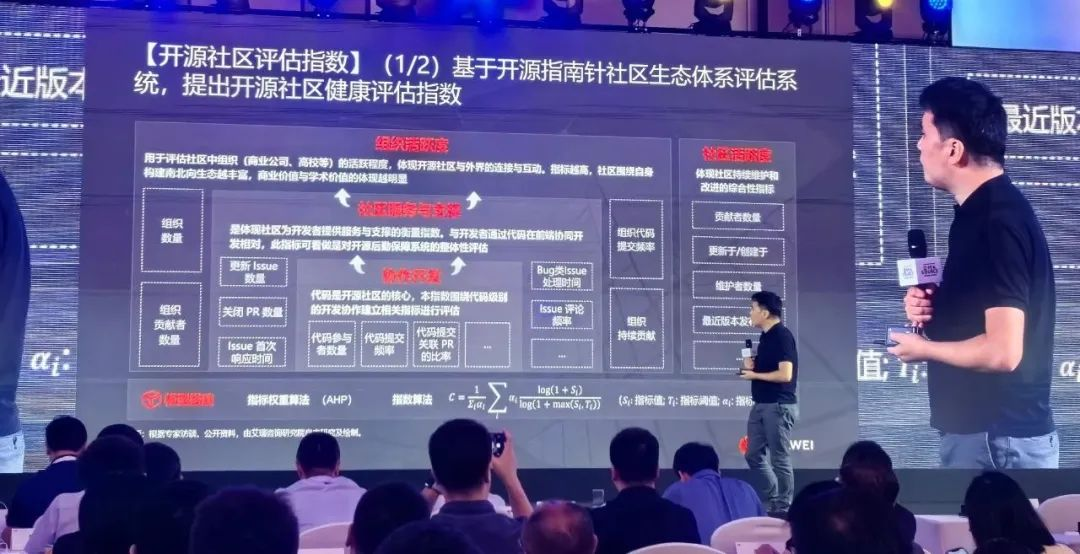 【开源社区评估指数】（1/2）基于开源指南针社区生态体系评估系
统，提出开源社区健康评估指数
近版本
最近版
组织活跃度
用于评估社区中组织（商业公司、高校等）的活跃程度，体现开源社区与外界的连接与互动。指标越高，社区围绕自身
构建南北向生态越丰富，商业价值与学术价值的体现越明显
组织
数量
组织
贡献者
数量
社区服务与支撑
是体现社区为开发者提供服务与支撑的衡量指数。与开发者通过代码在前端协同开
发相对，此指标可看做是对开源后勤保障系统的整体性评估
更新 Issue
数量
关闭 PR 数量
Issue 首次
响应时间
协作开发
代码是开源社区的核心，本指数围绕代码级别
的开发协作建立相关指标进行评估
代码参与
者数量
代码提交
频率
代码提交
关联 PR
的比率
...
Bug类Issue
处理时间
Issue 评论
频率
...
组织代码
提交频率
组织
持续贡献
社区活跃度
体现社区持续维护和
改进的综合性指标
贡献者数量
更新于/创建于
维护者数量
最近版本发
...
指标权重算法 （AHP）
指数算法
C = 1/Σᵢαᵢ Σᵢ αᵢ log(1 + Sᵢ)/log(1 + max(Sᵢ, Tᵢ))
(Sᵢ: 指标值; Tᵢ: 指标阈值; αᵢ: 指标
根据专家访谈、公开资料，由艾瑞咨询研究院自主研究及绘制。
αᵢ:
值; Tᵢ:
WEI